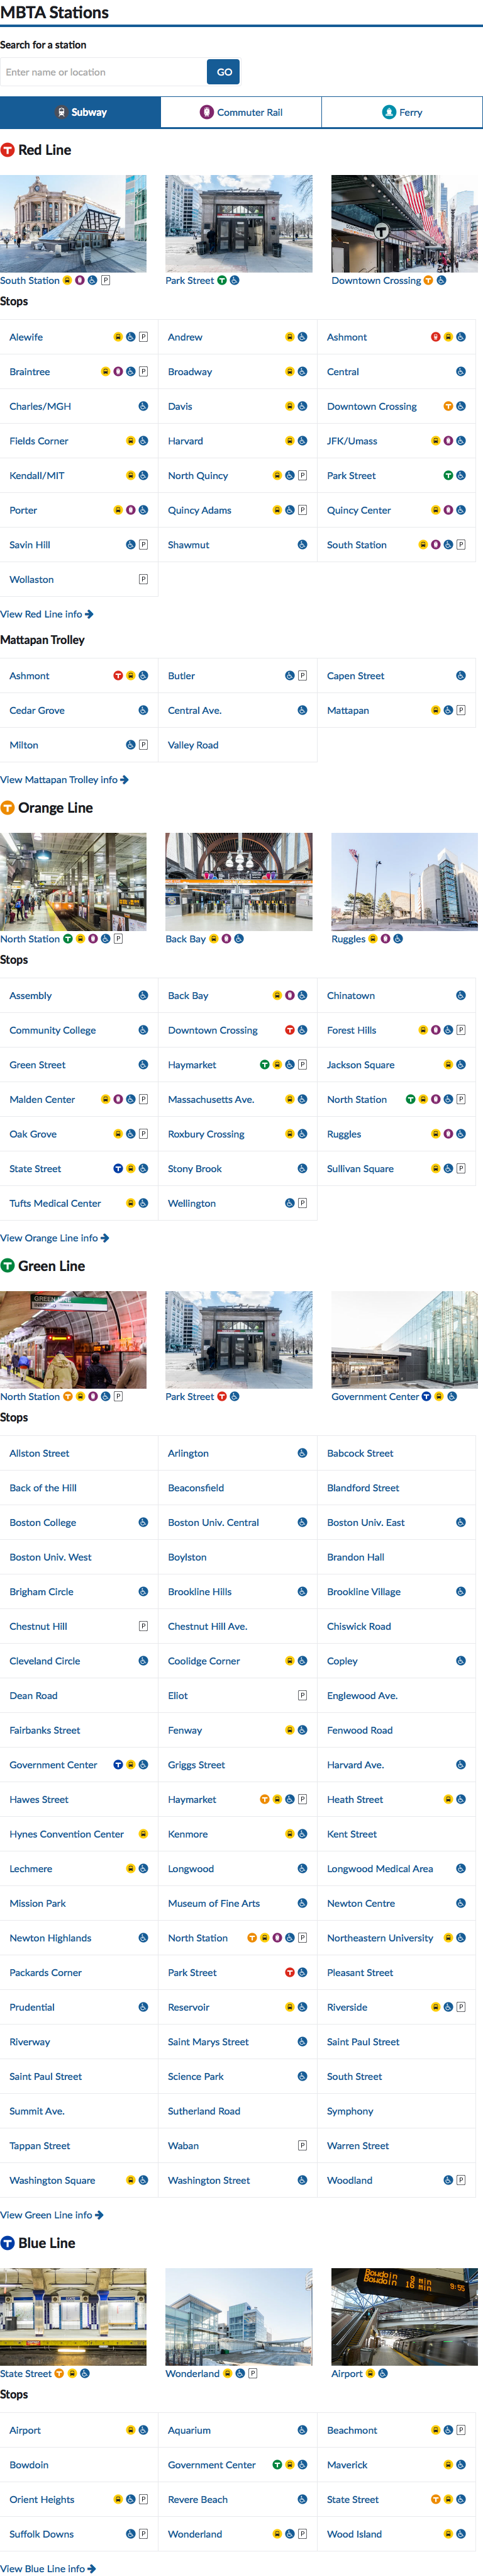 MBTA Stations
Search for a station
Enter name or location GO
Subway Commuter Rail Ferry
T Red Line
South Station P Park Street T Downtown Crossing T
Stops
Alewife P Andrew Ashmont
Braintree P Broadway Central
Charles/MGH Davis Downtown Crossing T
Fields Corner Harvard JFK/Umass
Kendall/MIT North Quincy P Park Street T
Porter Quincy Adams P Quincy Center
Savin Hill P Shawmut South Station P
Wollaston P
View Red Line info
Mattapan Trolley
Ashmont T Butler P Capen Street
Cedar Grove Central Ave. Mattapan P
Milton P Valley Road
View Mattapan Trolley info
T Orange Line
North Station T P Back Bay Ruggles
Stops
Assembly Back Bay Chinatown
Community College Downtown Crossing T Forest Hills P
Green Street Haymarket T P Jackson Square
Malden Center P Massachusetts Ave. North Station T P
Oak Grove P Roxbury Crossing Ruggles
State Street T Stony Brook Sullivan Square P
Tufts Medical Center Wellington P
View Orange Line info
T Green Line
GREEN LINE
North Station T P Park Street T Government Center T
Stops
Allston Street Arlington Babcock Street
Back of the Hill Beaconsfield Blandford Street
Boston College Boston Univ. Central Boston Univ. East
Boston Univ. West Boylston Brandon Hall
Brigham Circle Brookline Hills Brookline Village
Chestnut Hill P Chestnut Hill Ave. Chiswick Road
Cleveland Circle Coolidge Corner Copley
Dean Road Eliot P Englewood Ave.
Fairbanks Street Fenway Fenwood Road
Government Center T Griggs Street Harvard Ave.
Hawes Street Haymarket T P Heath Street
Hynes Convention Center Kenmore Kent Street
Lechmere Longwood Longwood Medical Area
Mission Park Museum of Fine Arts Newton Centre
Newton Highlands North Station T P Northeastern University
Packards Corner Park Street T Pleasant Street
Prudential Reservoir Riverside P
Riverway Saint Marys Street Saint Paul Street
Saint Paul Street Science Park South Street
Summit Ave. Sutherland Road Symphony
Tappan Street Waban P Warren Street
Washington Square Washington Street Woodland P
View Green Line info
T Blue Line
Bowdoin 9 min
Bowdoin 16 min 9:55
State Street T Wonderland P Airport
Stops
Airport Aquarium Beachmont P
Bowdoin Government Center T Maverick
Orient Heights P Revere Beach State Street T
Suffolk Downs P Wonderland P Wood Island
View Blue Line info